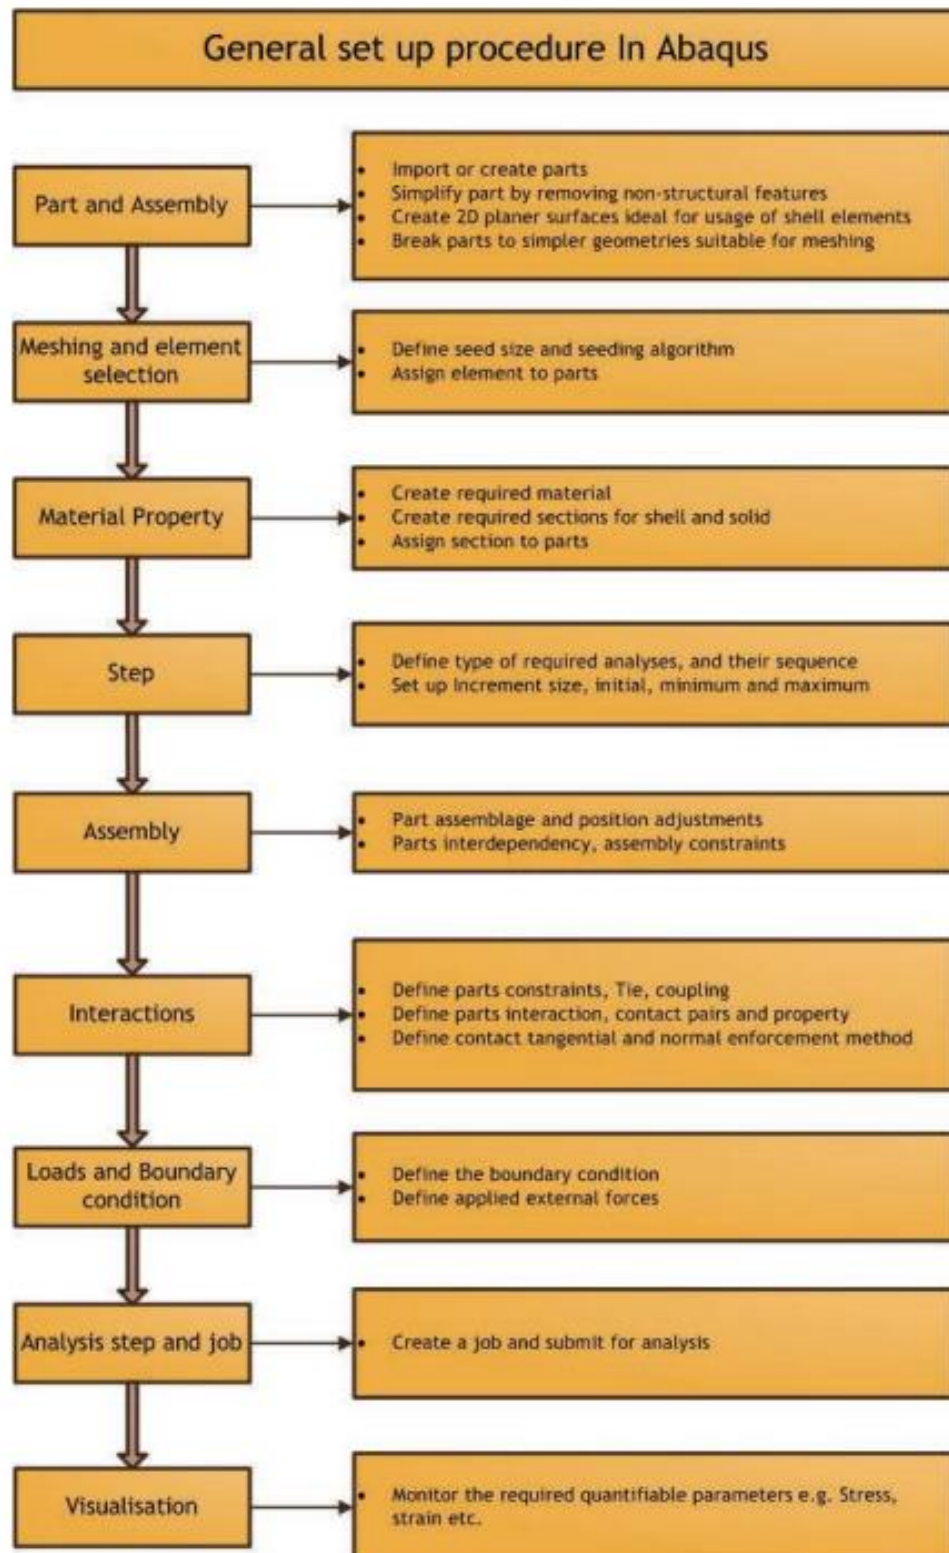 General set up procedure In Abaqus
Part and Assembly
• Import or create parts
• Simplify part by removing non-structural features
• Create 2D planer surfaces ideal for usage of shell elements
• Break parts to simpler geometries suitable for meshing
Meshing and element
selection
• Define seed size and seeding algorithm
• Assign element to parts
Material Property
• Create required material
• Create required sections for shell and solid
• Assign section to parts
Step
• Define type of required analyses, and their sequence
• Set up Increment size, initial, minimum and maximum
Assembly
• Part assemblage and position adjustments
• Parts interdependency, assembly constraints
Interactions
• Define parts constraints, Tie, coupling
• Define parts interaction, contact pairs and property
• Define contact tangential and normal enforcement method
Loads and Boundary
condition
• Define the boundary condition
• Define applied external forces
Analysis step and job
• Create a job and submit for analysis
Visualisation
• Monitor the required quantifiable parameters e.g. Stress,
strain etc.